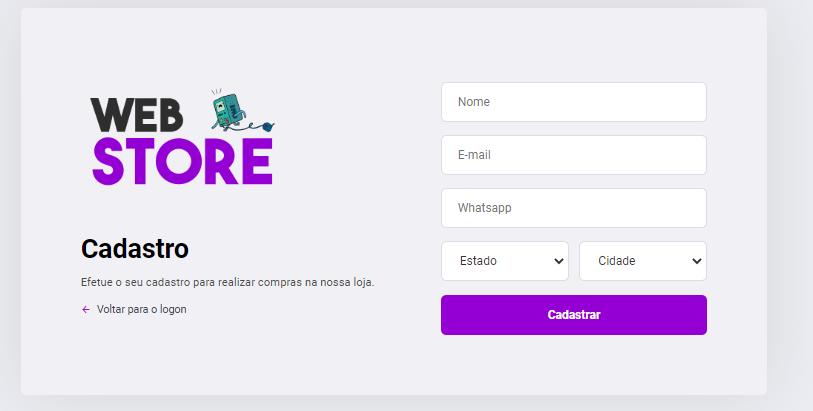 WEB
STORE
Cadastro
Efetue o seu cadastro para realizar compras na nossa loja.
← Voltar para o logon
Nome
E-mail
Whatsapp
Estado
Cidade
Cadastrar